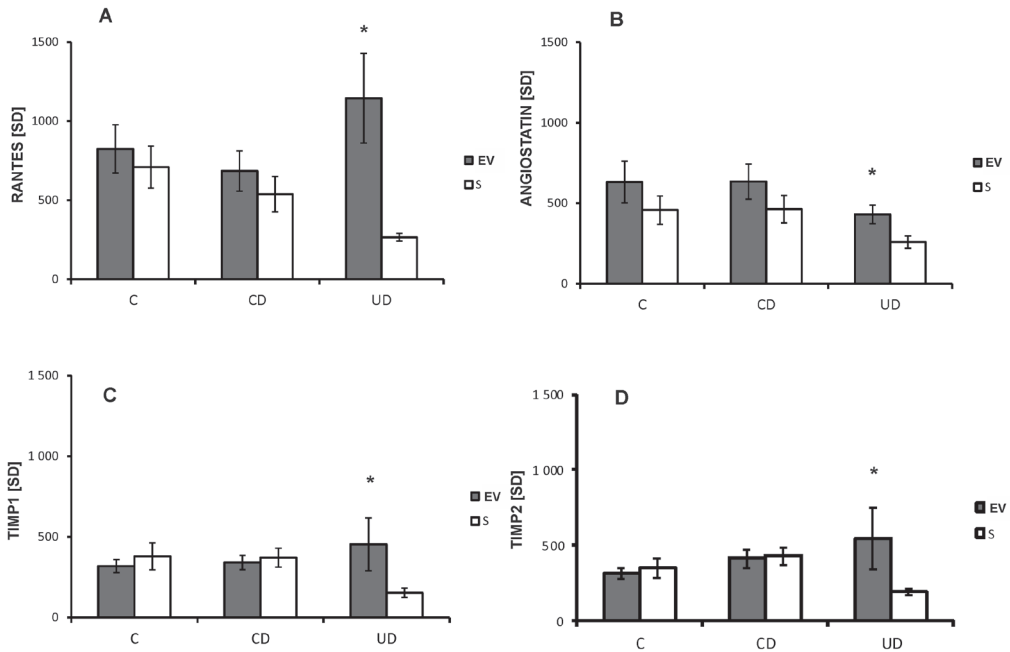 A
*
1500
1000
500
0
RANTES [SD]
C
CD
UD
EV
S
B
*
1500
1000
500
0
ANGIOSTATIN [SD]
C
CD
UD
EV
S
C
*
1 500
1 000
500
0
TIMP1 [SD]
C
CD
UD
EV
S
D
*
1 500
1 000
500
0
TIMP2 [SD]
C
CD
UD
EV
S